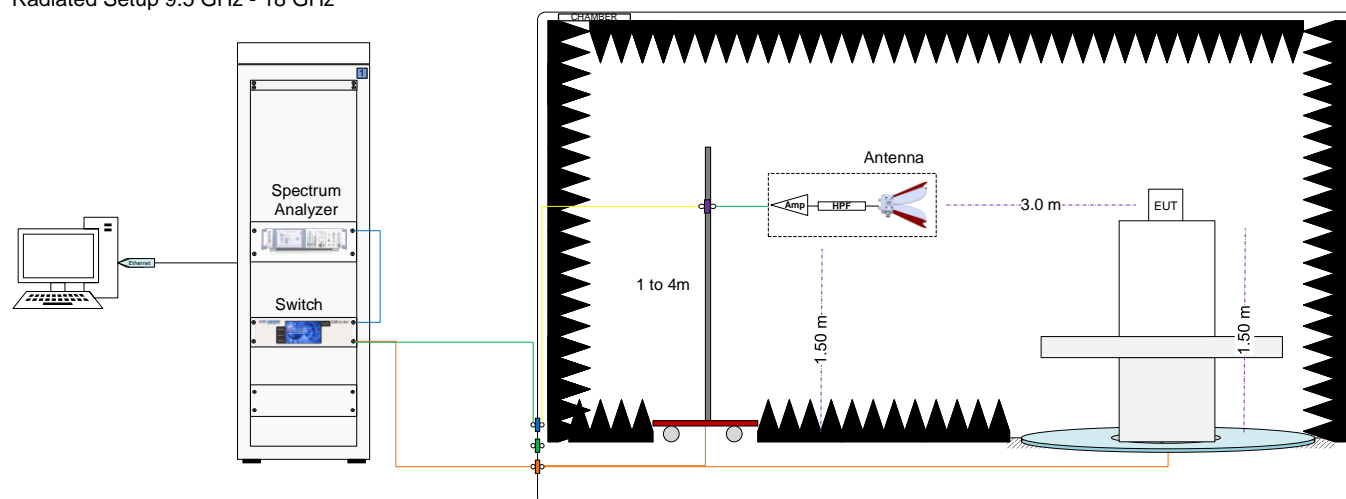 Radiated Setup 9.5 GHz - 18 GHz
CHAMBER
1
Spectrum
Analyzer
Ethernet
Switch
Antenna
Amp
HPF
3.0 m
EUT
1 to 4m
1.50 m
1.50 m